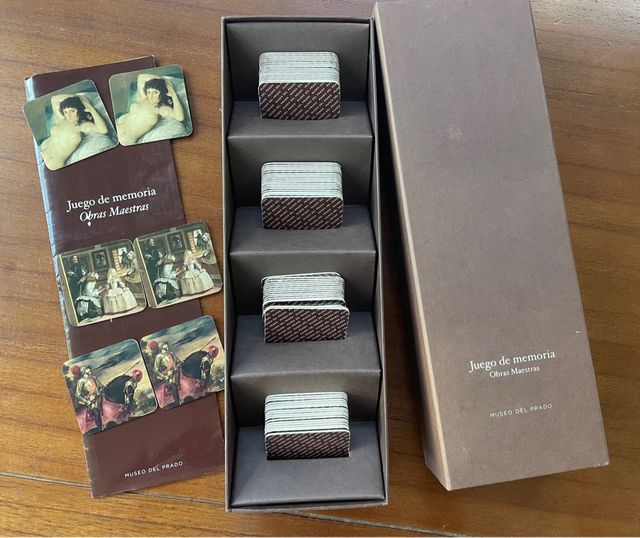 Juego de memoria
Obras Maestras
MUSEO DEL PRADO
Juego de memoria
Obras Maestras
MUSEO DEL PRADO